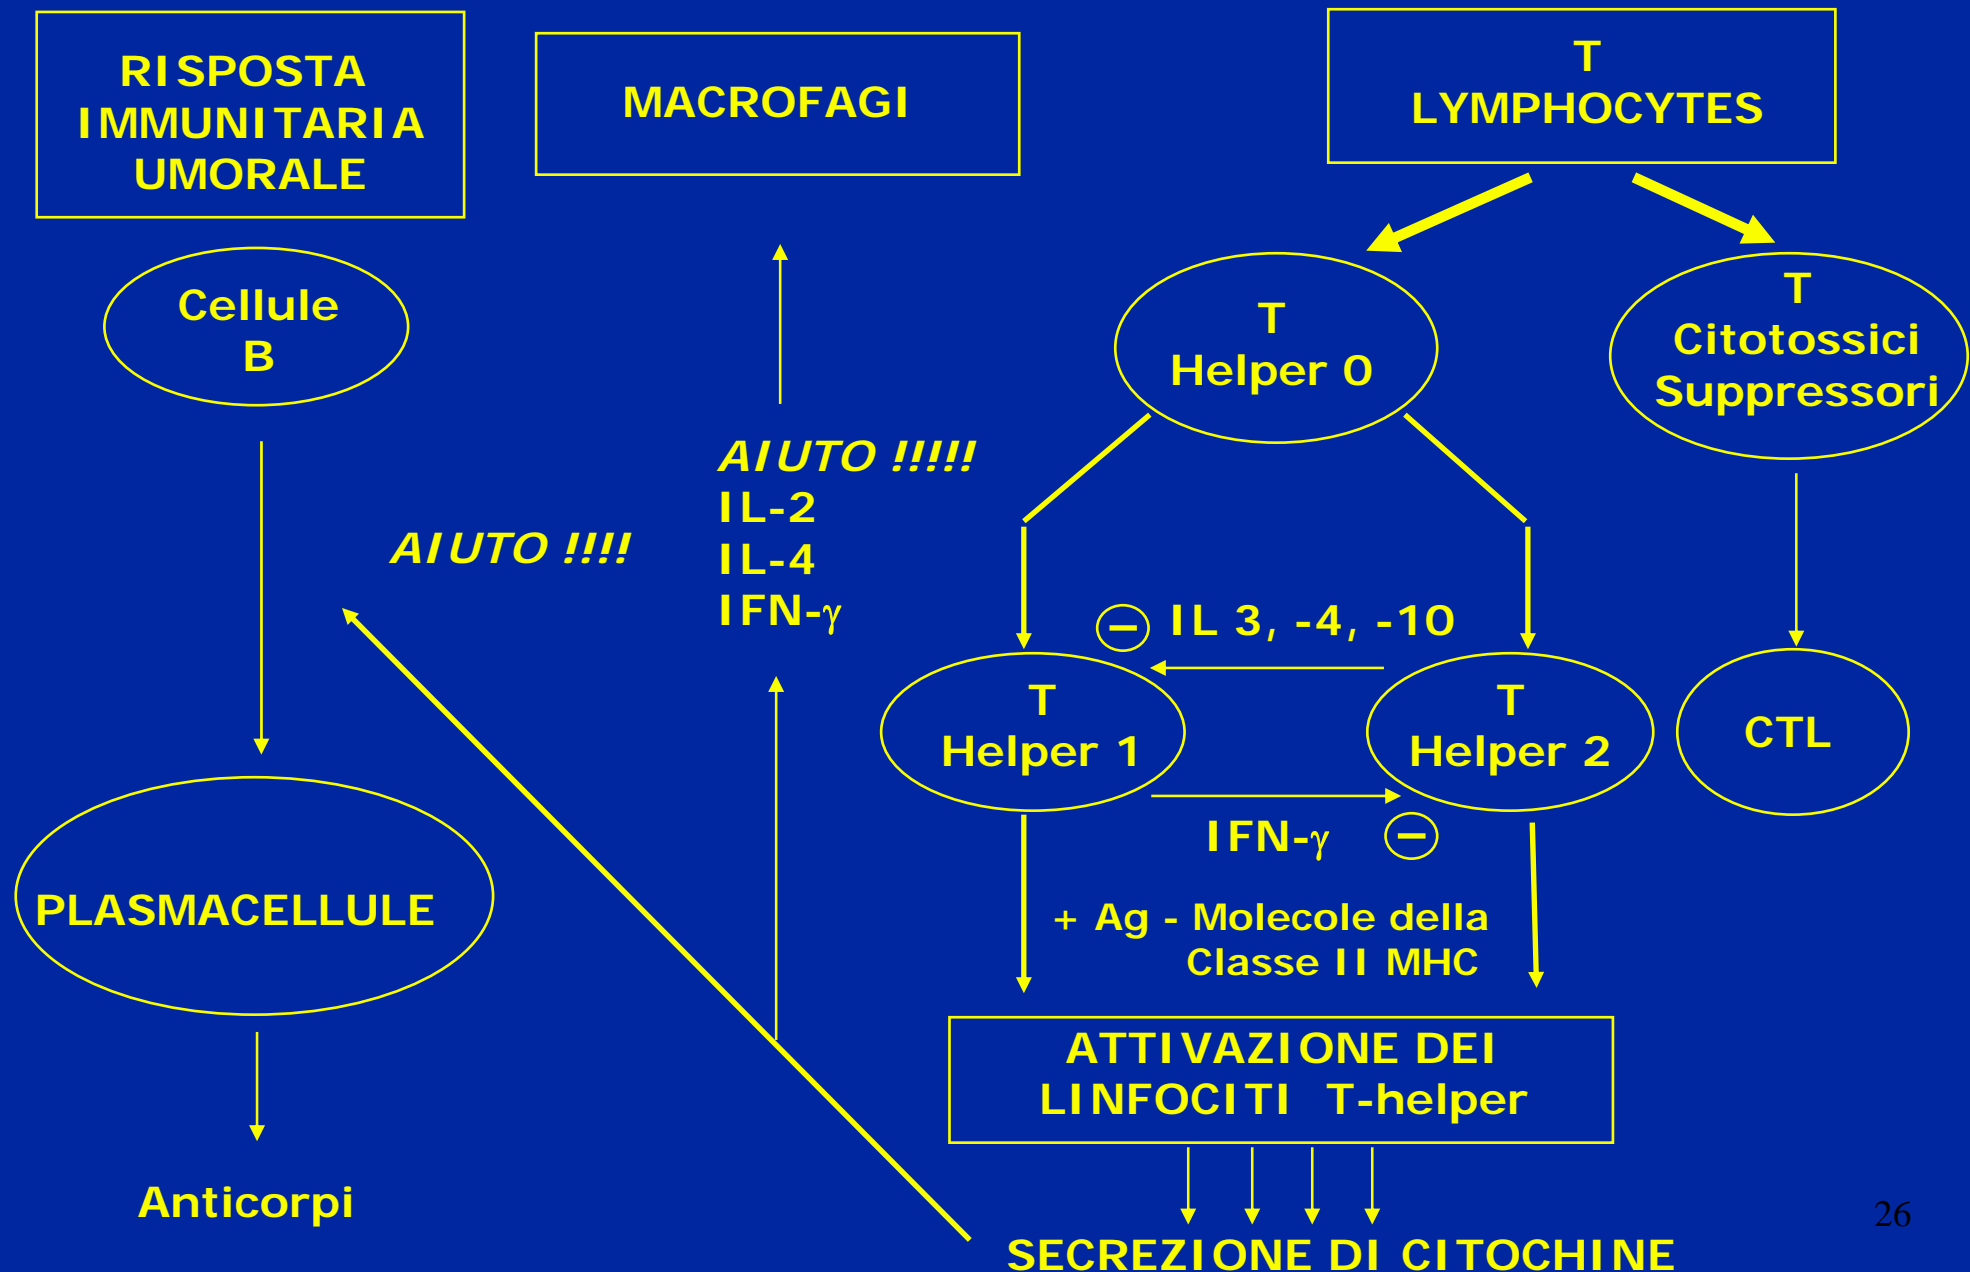 RISPOSTA
IMMUNITARIA
UMORALE
MACROFAGI
T
LYMPHOCYTES
Cellule
B
T
Helper 0
T
Citotossici
Suppressori
AIUTO !!!!!
IL-2
IL-4
IFN-γ
AIUTO !!!!
− IL 3, -4, -10
T
Helper 1
T
Helper 2
CTL
IFN-γ −
+ Ag - Molecole della
Classe II MHC
PLASMACELLULE
ATTIVAZIONE DEI
LINFOCITI T-helper
Anticorpi
SECREZIONE DI CITOCHINE
26